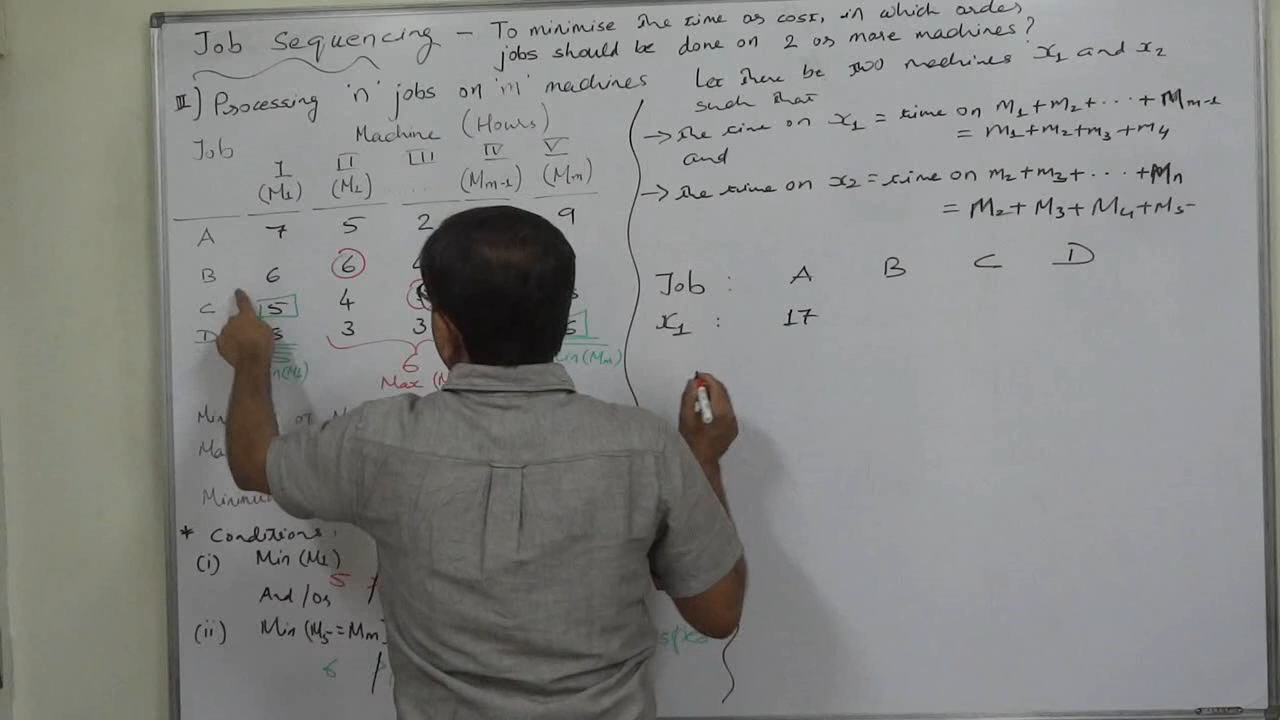 Job Sequencing - To minimise the time or cost, in which order
jobs should be done on 2 or more machines?
III) Processing 'n' jobs on 'm' machines
Job Machine (Hours)
I II III IV V
(M1) (M2) .... (Mm-1) (Mm)
A 7 5 2 9
B 6 6
C 5 4
D 3 3
6
Max (M
* Conditions:
(i) Min (M1)
5
And/or
(ii) Min (M5 = Mm)
6
Let there be two machines x1 and x2
such that
→ the time on x1 = time on M1 + M2 + ... + Mm-1
= M1 + M2 + M3 + M4
and
→ the time on x2 = time on M2 + M3 + ... + Mn
= M2 + M3 + M4 + M5
Job : A B C D
x1 : 17